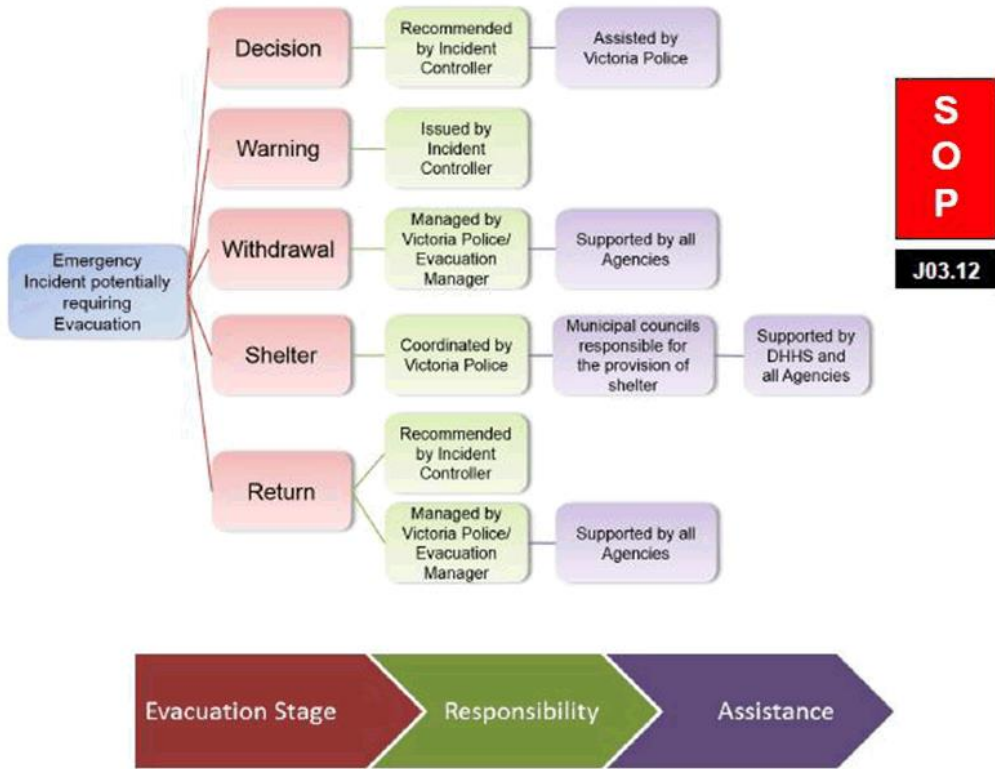 Decision
Recommended
by Incident
Controller
Assisted by
Victoria Police
Warning
Issued by
Incident
Controller
Emergency
Incident potentially
requiring
Evacuation
Withdrawal
Managed by
Victoria Police/
Evacuation
Manager
Supported by all
Agencies
Shelter
Coordinated by
Victoria Police
Municipal councils
responsible for
the provision of
shelter
Supported by
DHHS and
all Agencies
Return
Recommended
by Incident
Controller
Managed by
Victoria Police/
Evacuation
Manager
Supported by all
Agencies
S
O
P
J03.12
Evacuation Stage
Responsibility
Assistance